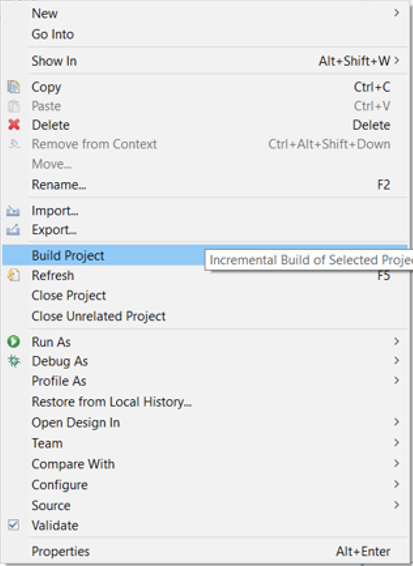 New
Go Into
Show In Alt+Shift+W >
Copy Ctrl+C
Paste Ctrl+V
Delete Delete
Remove from Context Ctrl+Alt+Shift+Down
Move...
Rename... F2
Import...
Export...
Build Project
Incremental Build of Selected Projec
Refresh F5
Close Project
Close Unrelated Project
Run As
Debug As
Profile As
Restore from Local History...
Open Design In
Team
Compare With
Configure
Source
Validate
Properties Alt+Enter